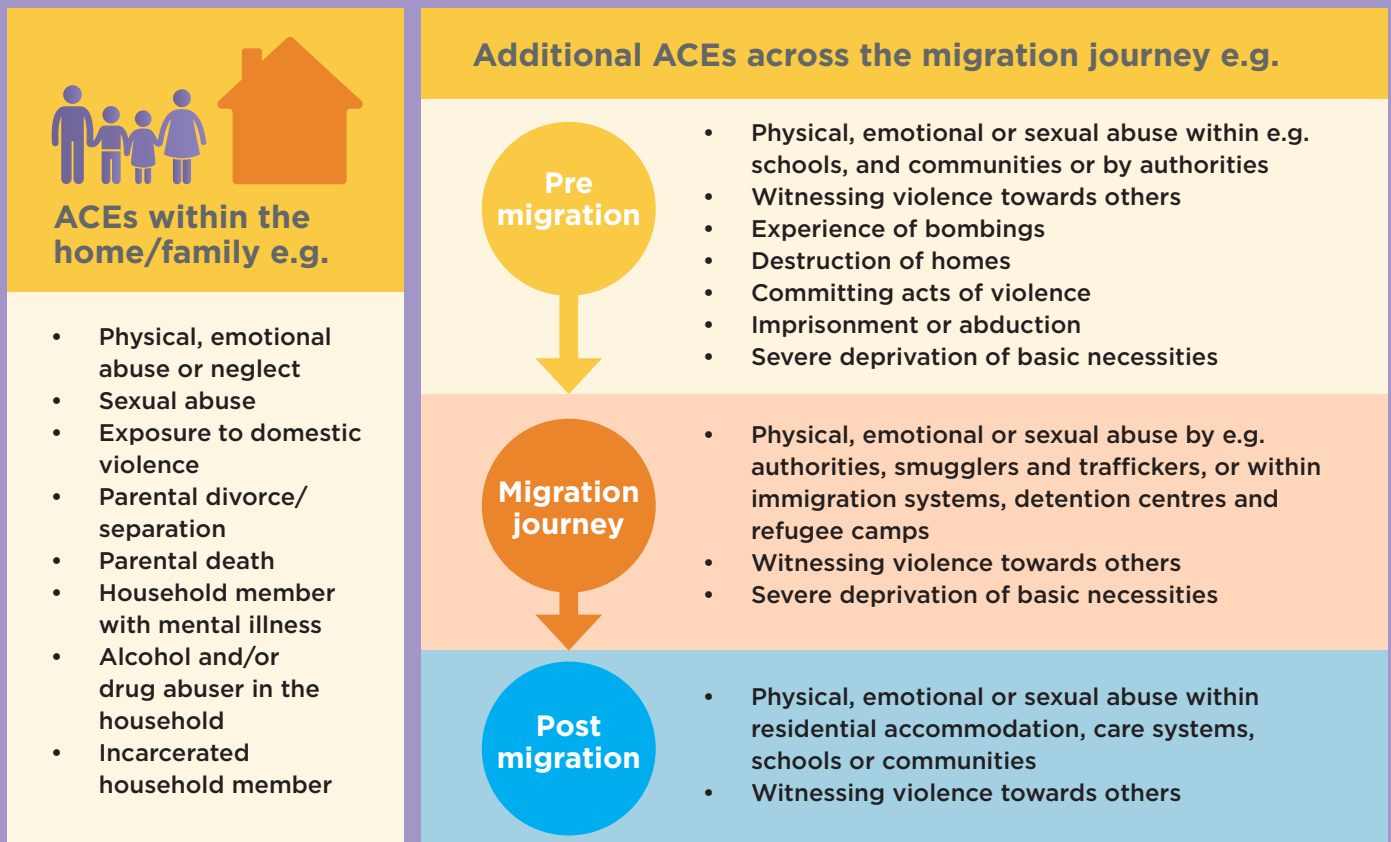 ACEs within the
home/family e.g.
• Physical, emotional
abuse or neglect
• Sexual abuse
• Exposure to domestic
violence
• Parental divorce/
separation
• Parental death
• Household member
with mental illness
• Alcohol and/or
drug abuser in the
household
• Incarcerated
household member
Additional ACEs across the migration journey e.g.
Pre
migration
• Physical, emotional or sexual abuse within e.g.
schools, and communities or by authorities
• Witnessing violence towards others
• Experience of bombings
• Destruction of homes
• Committing acts of violence
• Imprisonment or abduction
• Severe deprivation of basic necessities
Migration
journey
• Physical, emotional or sexual abuse by e.g.
authorities, smugglers and traffickers, or within
immigration systems, detention centres and
refugee camps
• Witnessing violence towards others
• Severe deprivation of basic necessities
Post
migration
• Physical, emotional or sexual abuse within
residential accommodation, care systems,
schools or communities
• Witnessing violence towards others